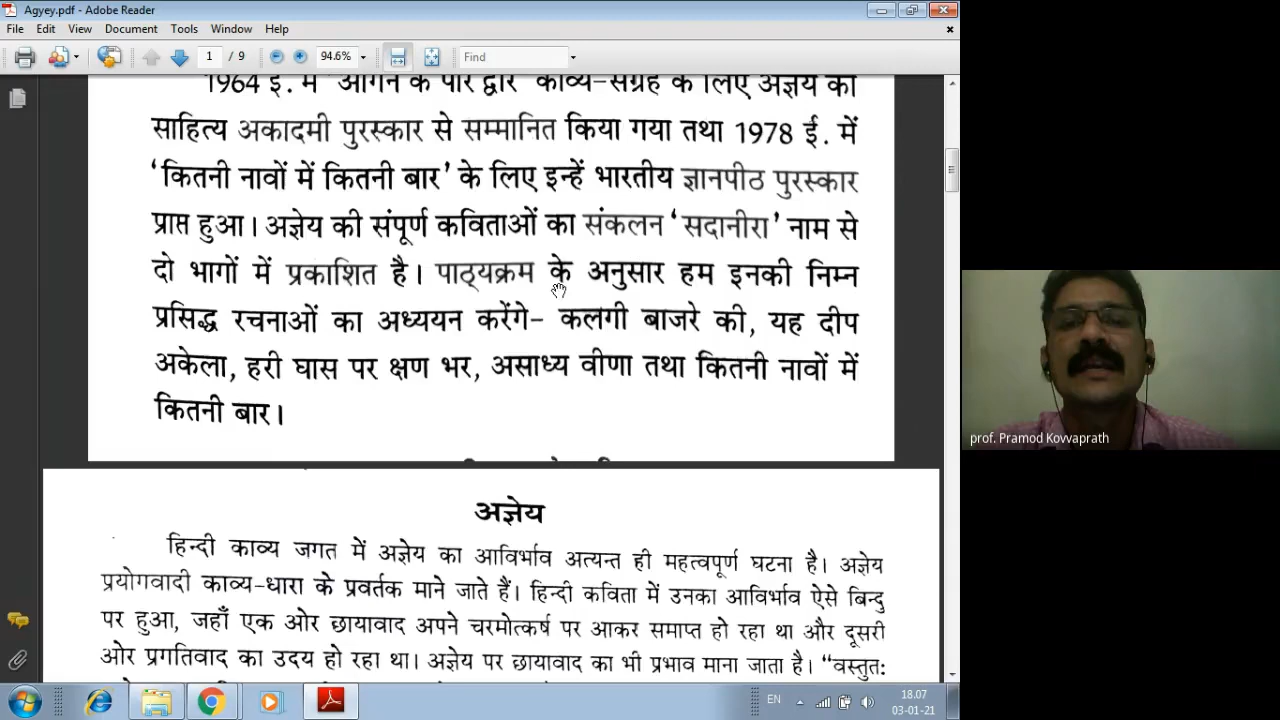 Agyey.pdf - Adobe Reader
File Edit View Document Tools Window Help
1 / 9 94.6% Find
1964 ई. में 'आँगन के पार द्वार' काव्य-संग्रह के लिए अज्ञेय को
साहित्य अकादमी पुरस्कार से सम्मानित किया गया तथा 1978 ई. में
'कितनी नावों में कितनी बार' के लिए इन्हें भारतीय ज्ञानपीठ पुरस्कार
प्राप्त हुआ। अज्ञेय की संपूर्ण कविताओं का संकलन 'सदानीरा' नाम से
दो भागों में प्रकाशित है। पाठ्यक्रम के अनुसार हम इनकी निम्न
प्रसिद्ध रचनाओं का अध्ययन करेंगे- कलगी बाजरे की, यह दीप
अकेला, हरी घास पर क्षण भर, असाध्य वीणा तथा कितनी नावों में
कितनी बार।
prof. Pramod Kovvaprath
अज्ञेय
हिन्दी काव्य जगत में अज्ञेय का आविर्भाव अत्यन्त ही महत्वपूर्ण घटना है। अज्ञेय
प्रयोगवादी काव्य-धारा के प्रवर्तक माने जाते हैं। हिन्दी कविता में उनका आविर्भाव ऐसे बिन्दु
पर हुआ, जहाँ एक ओर छायावाद अपने चरमोत्कर्ष पर आकर समाप्त हो रहा था और दूसरी
ओर प्रगतिवाद का उदय हो रहा था। अज्ञेय पर छायावाद का भी प्रभाव माना जाता है। "वस्तुत:
EN
18.07
03-01-21